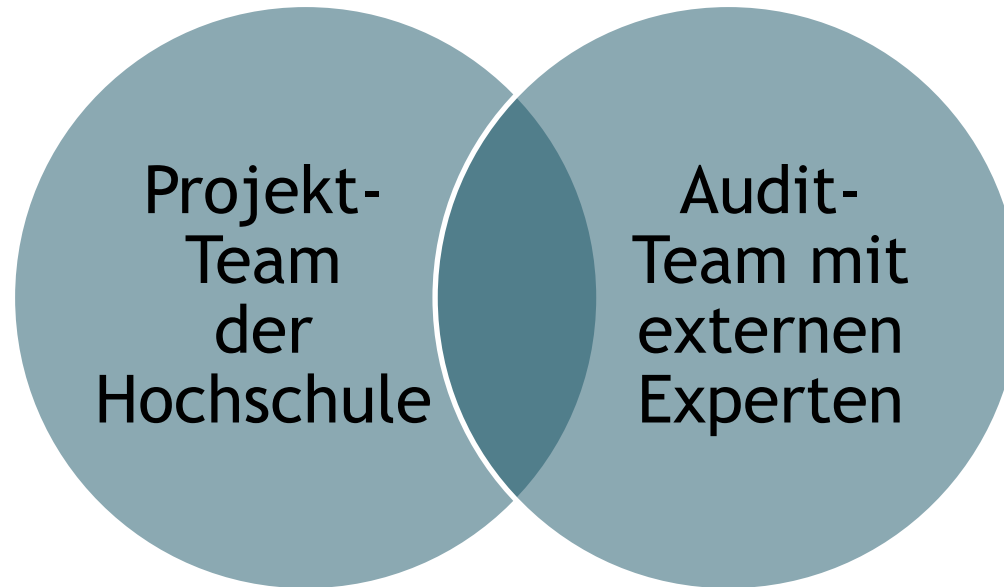 Projekt-
Team
der
Hochschule
Audit-
Team mit
externen
Experten